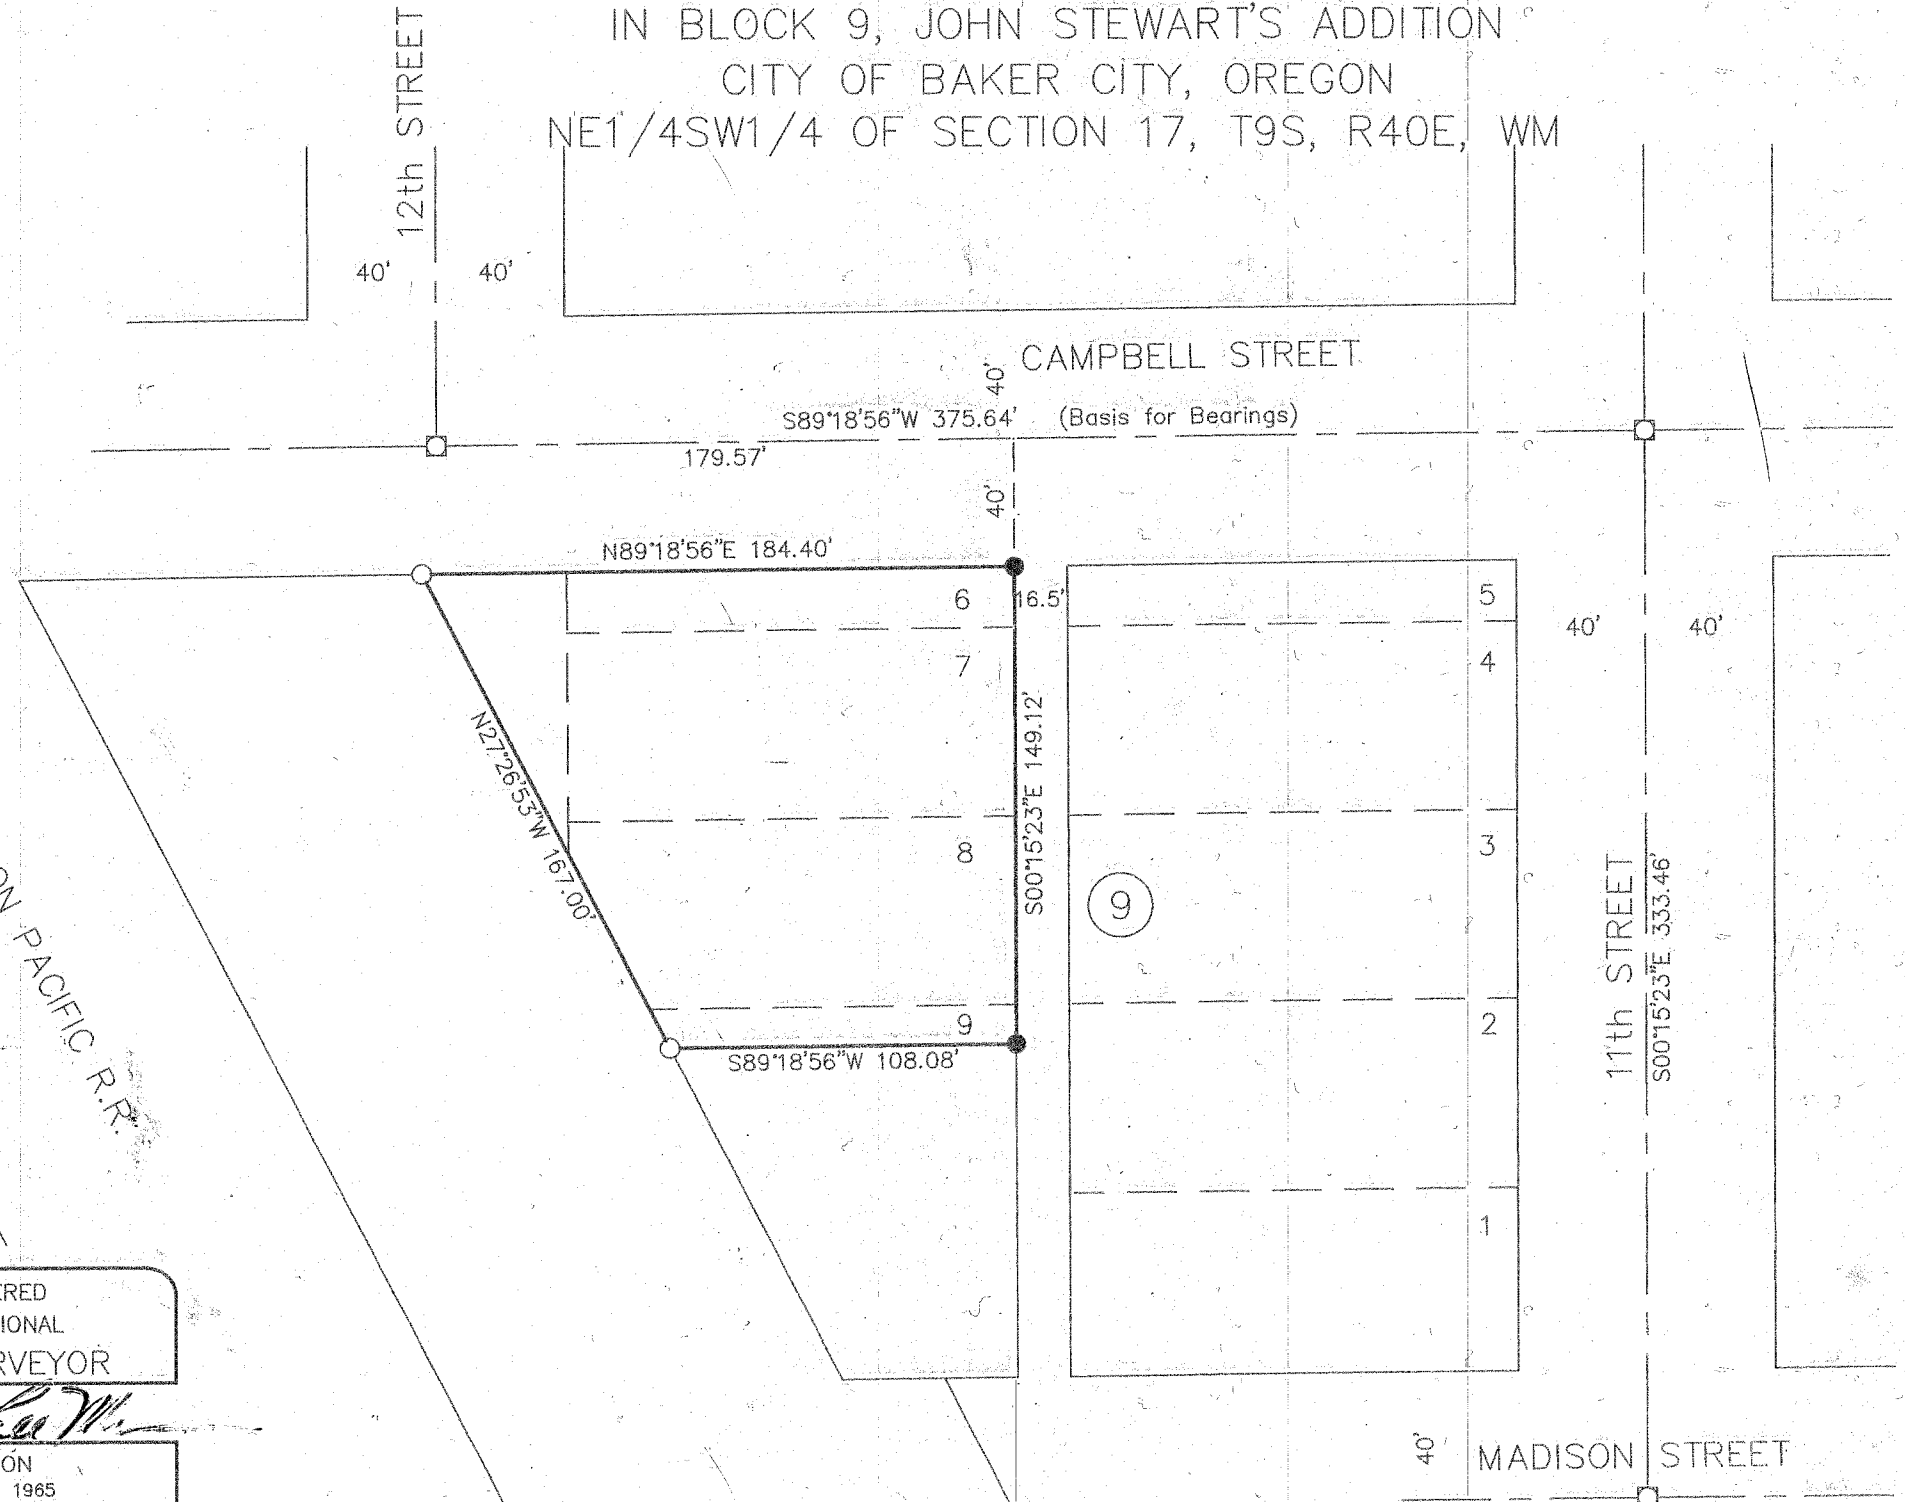 IN BLOCK 9, JOHN STEWART'S ADDITION
CITY OF BAKER CITY, OREGON
NE1/4SW1/4 OF SECTION 17, T9S, R40E, WM
12th STREET
40'
40'
CAMPBELL STREET
40'
S89°18'56"W 375.64'
(Basis for Bearings)
179.57'
40'
N89°18'56"E 184.40'
6
16.5'
5
40'
40'
7
4
N27°26'53"W 167.00'
S00°15'23"E 149.12'
8
3
9
11th STREET
S00°15'23"E 333.46'
ON PACIFIC R.R.
9
2
S89°18'56"W 108.08'
1
ERED
IONAL
RVEYOR
ON
1965
40'
MADISON STREET